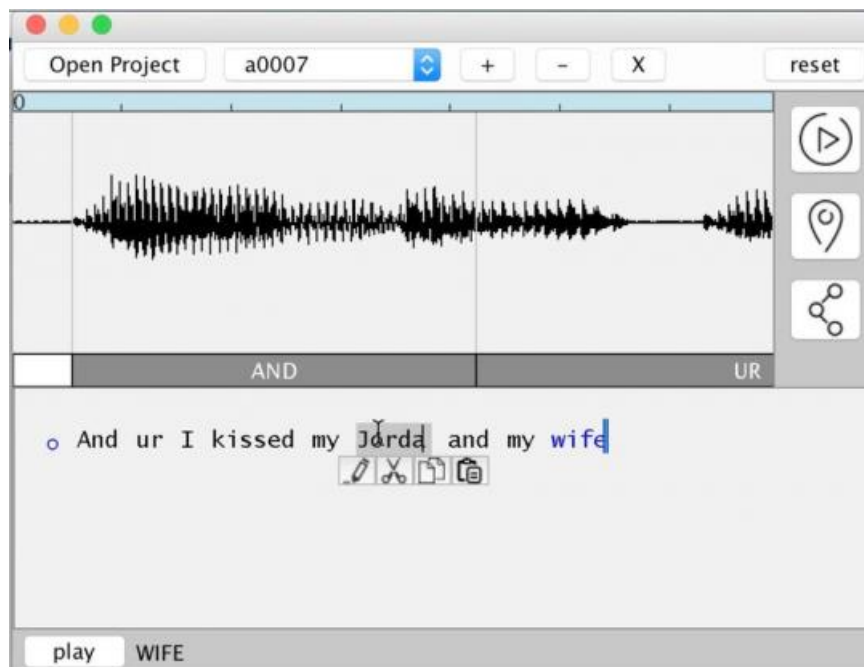 Open Project a0007 + - X reset
0
AND UR
And ur I kissed my Jorda and my wife
play WIFE